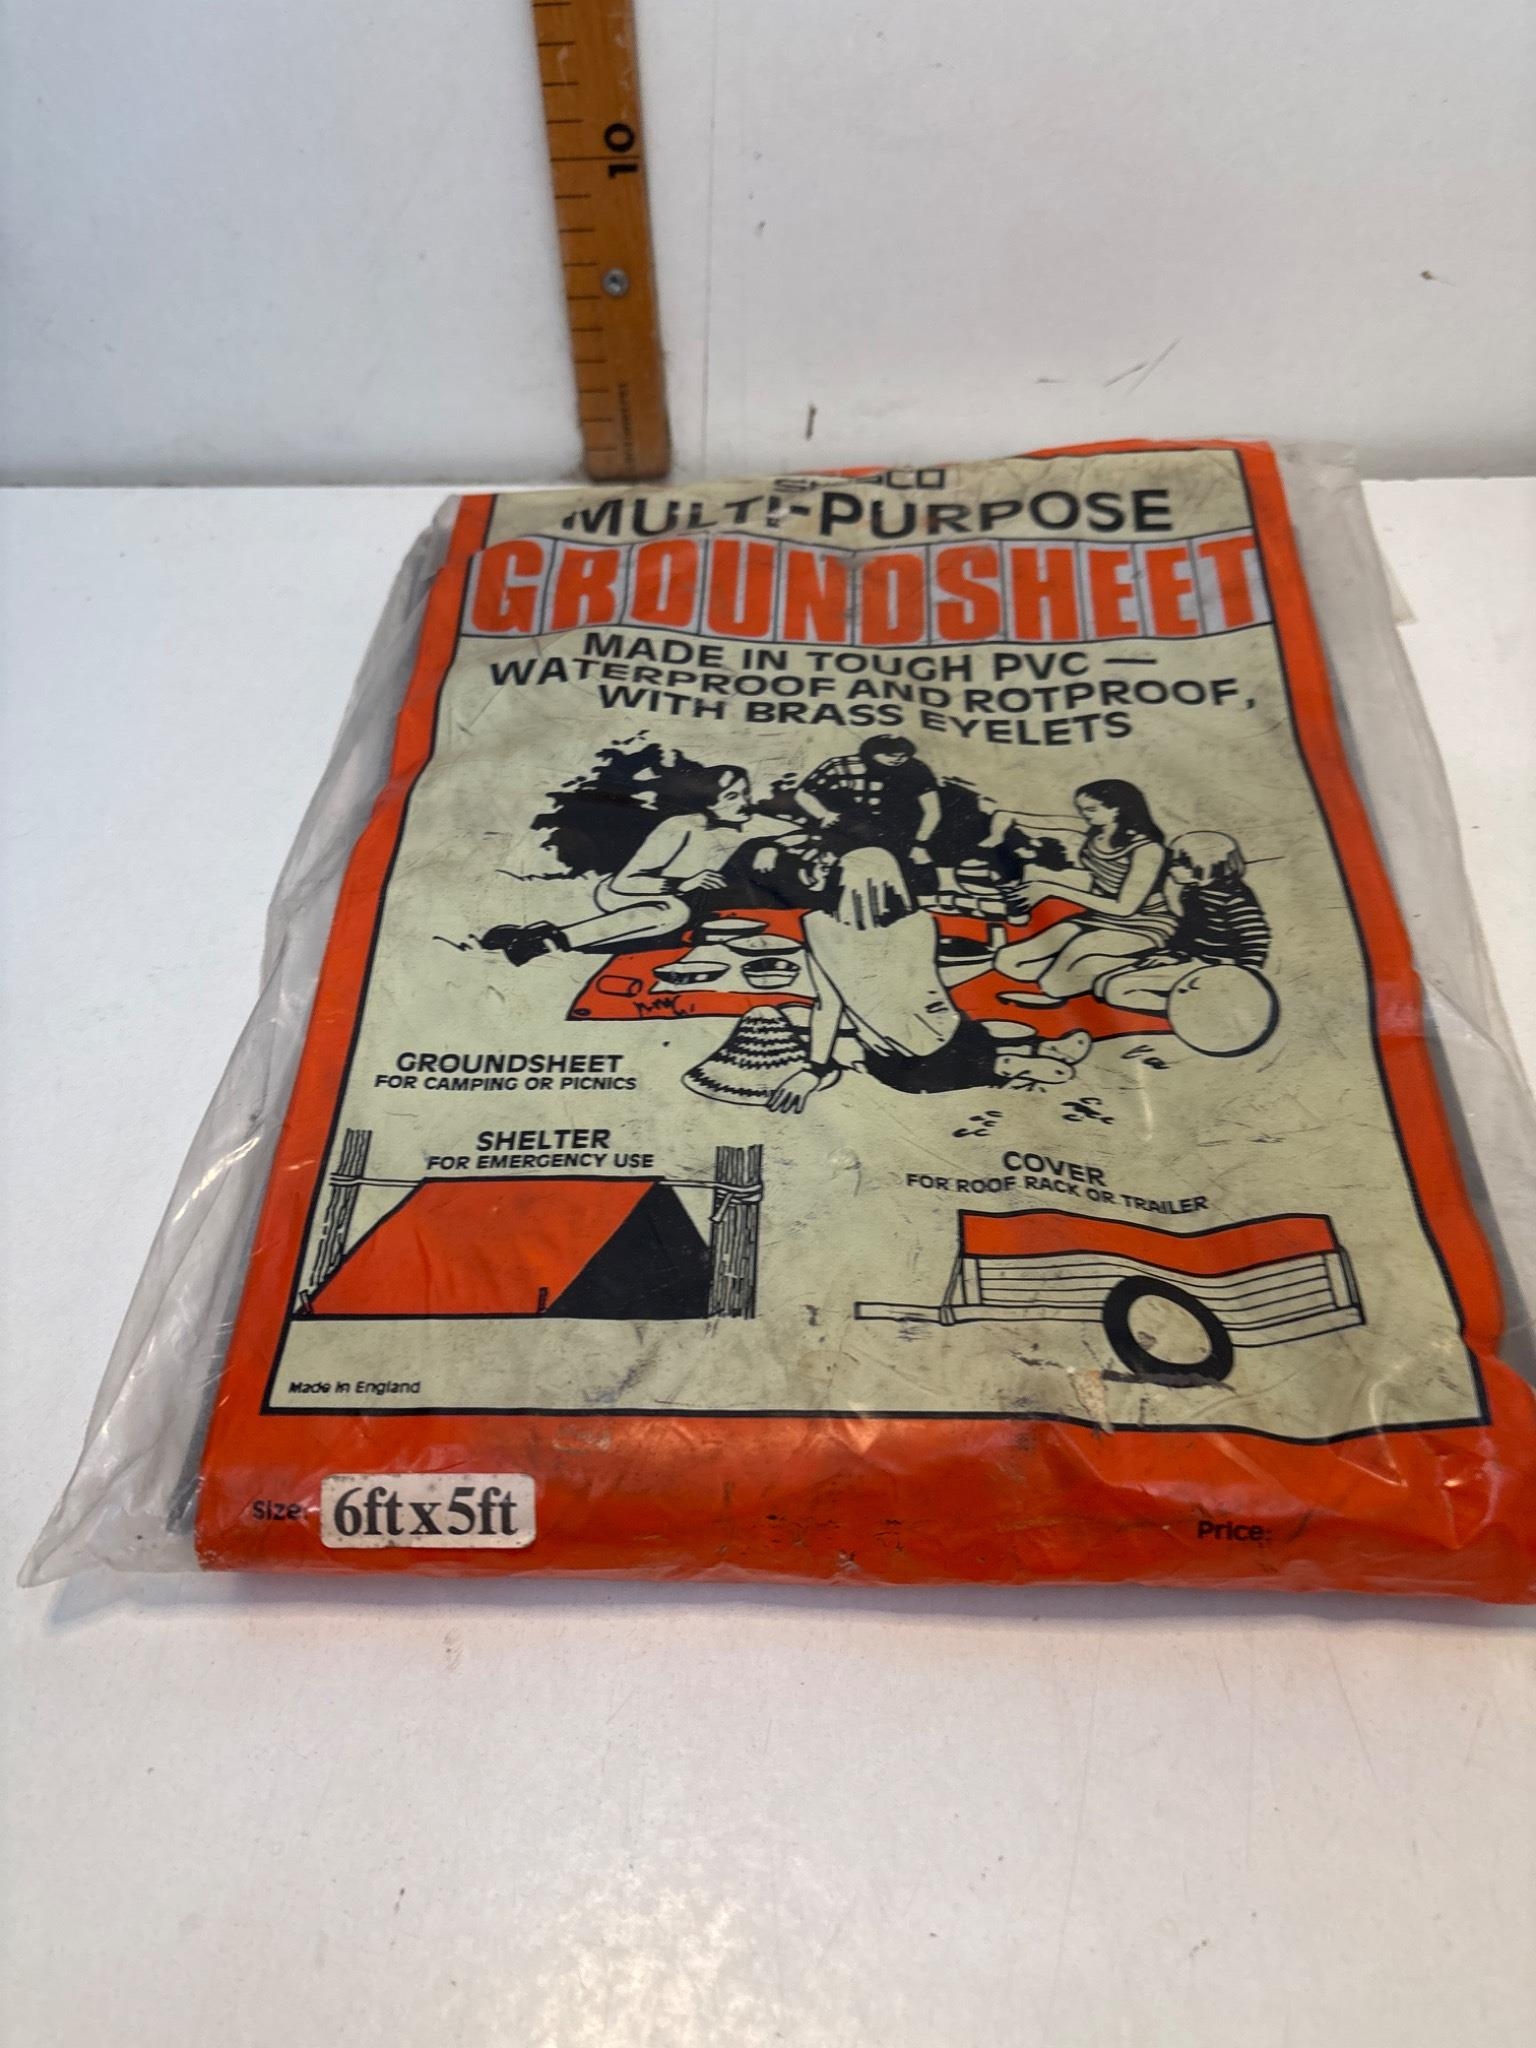 10
MULTI-PURPOSE
GROUNDSHEET
MADE IN TOUGH PVC —
WATERPROOF AND ROTPROOF,
WITH BRASS EYELETS
GROUNDSHEET
FOR CAMPING OR PICNICS
SHELTER
FOR EMERGENCY USE
COVER
FOR ROOF RACK OR TRAILER
Made in England
Size:
6ft x 5ft
Price: